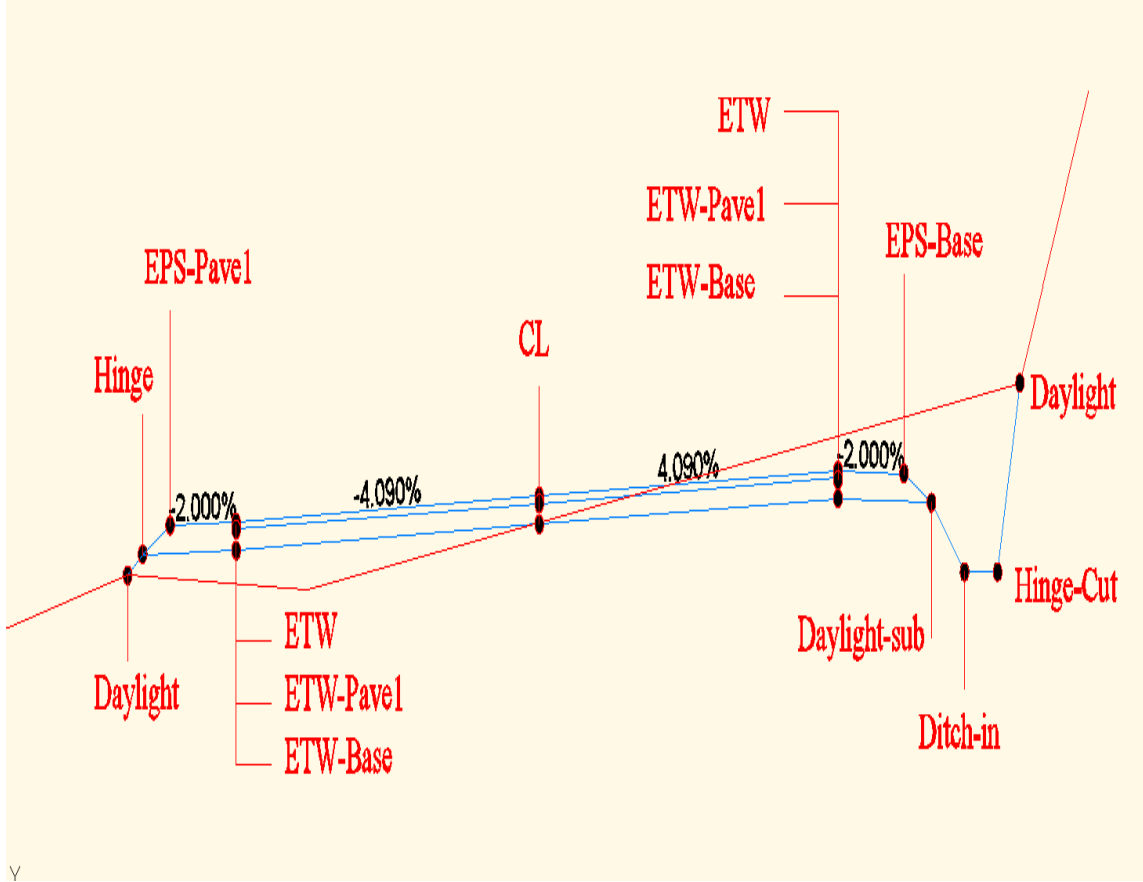 ETW
ETW-Pave1
EPS-Base
EPS-Pave1
ETW-Base
CL
Hinge
Daylight
-2.000%
4.090%
-4.090%
-2.000%
Hinge-Cut
ETW
Daylight-sub
Daylight
ETW-Pave1
Ditch-in
ETW-Base
Y